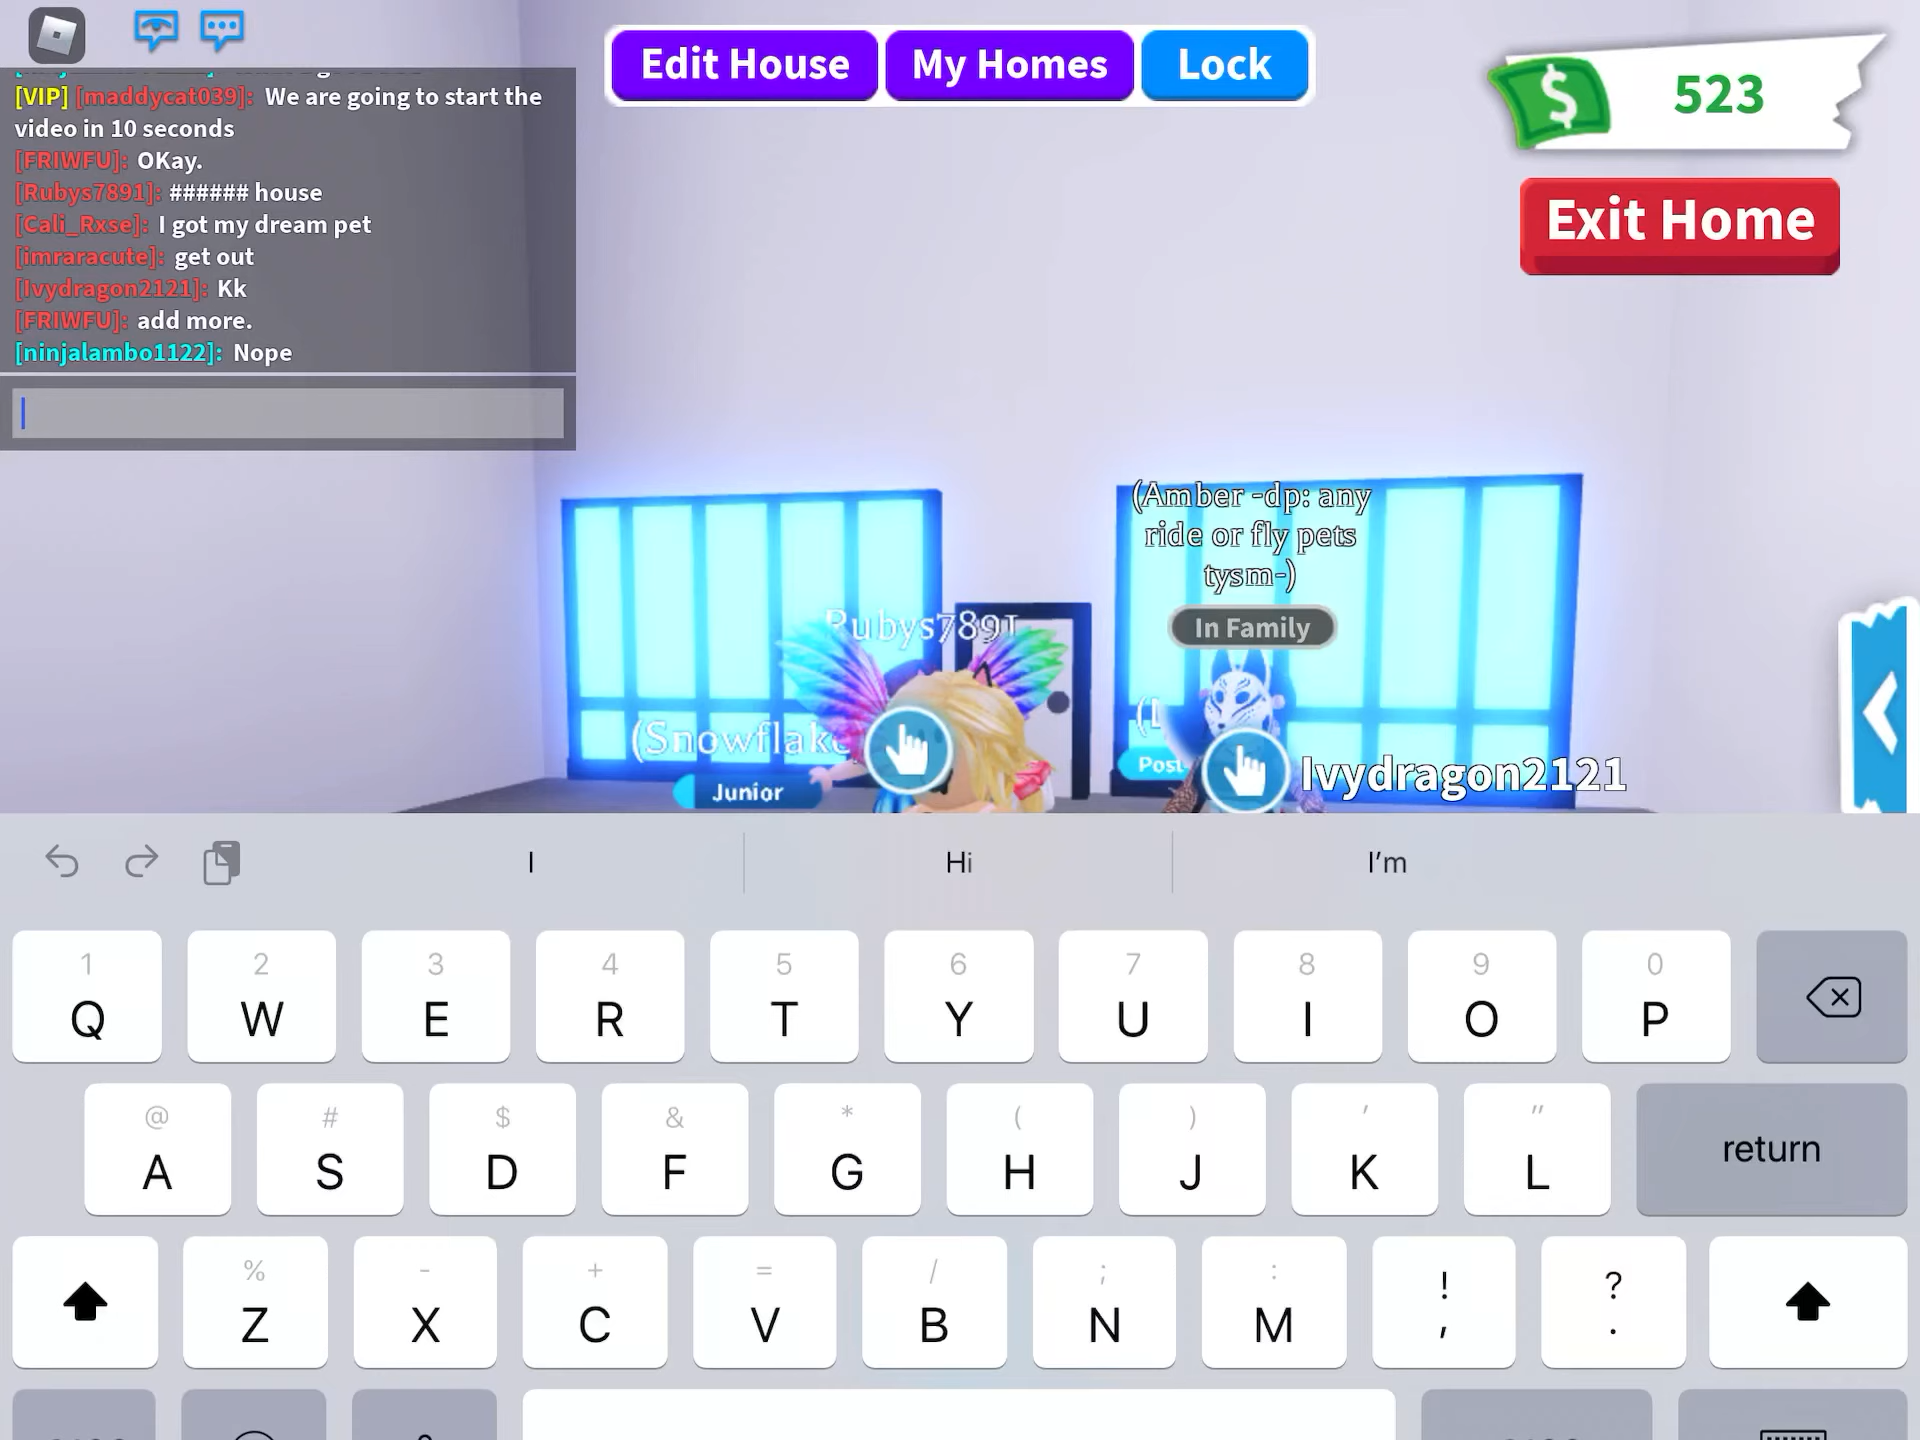 Edit House My Homes Lock
523
Exit Home
[VIP] [maddycat039]: We are going to start the
video in 10 seconds
[FRIWFU]: OKay.
[Rubys7891]: ###### house
[Cali_Rxse]: I got my dream pet
[imraracute]: get out
[Ivydragon2121]: Kk
[FRIWFU]: add more.
[ninjalambo1122]: Nope
(Amber -dp: any
ride or fly pets
tysm-)
In Family
Rubys7891
(Snowflake
Junior
Post-
Ivydragon2121
I Hi I'm
1 2 3 4 5 6 7 8 9 0
Q W E R T Y U I O P
@ # $ & * ( ) ' "
A S D F G H J K L return
% - + = / ; : ! ?
Z X C V B N M , .